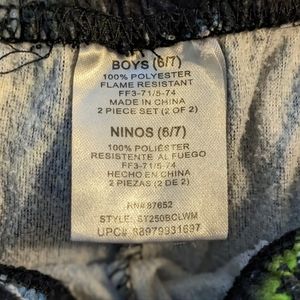 BOYS (6/7)
100% POLYESTER
FLAME RESISTANT
FF3-71/5-74
MADE IN CHINA
2 PIECE SET (2 OF 2)
NINOS (6/7)
100% POLIÉSTER
RESISTENTE AL FUEGO
FF3-71/5-74
HECHO EN CHINA
2 PIEZAS (2 DE 2)
RN# 87652
STYLE: ST250BCLWM
UPC# 88979931697